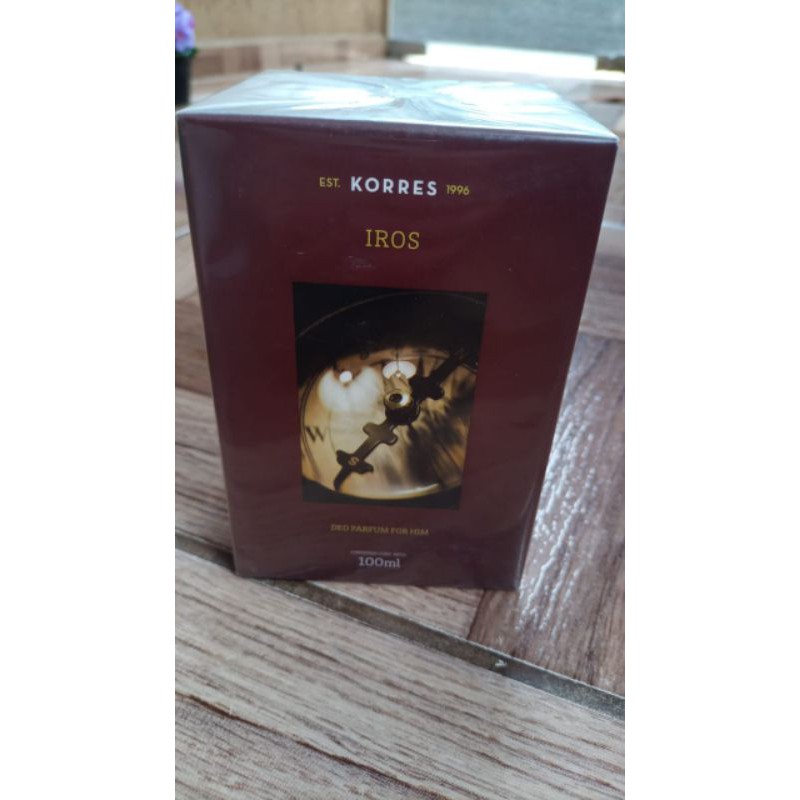 EST. KORRES 1996
IROS
W
S
DEO PARFUM FOR HIM
100ml